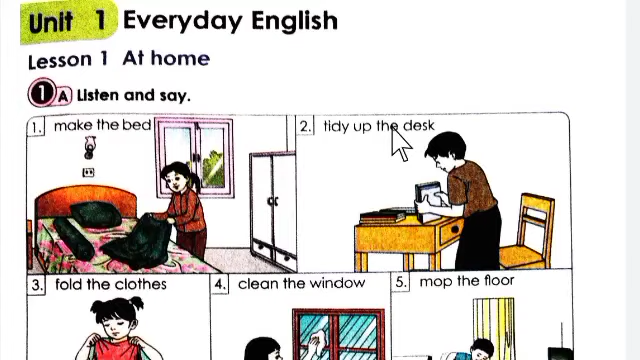 Unit 1 Everyday English
Lesson 1 At home
1 A Listen and say.
1. make the bed
2. tidy up the desk
3. fold the clothes
4. clean the window
5. mop the floor